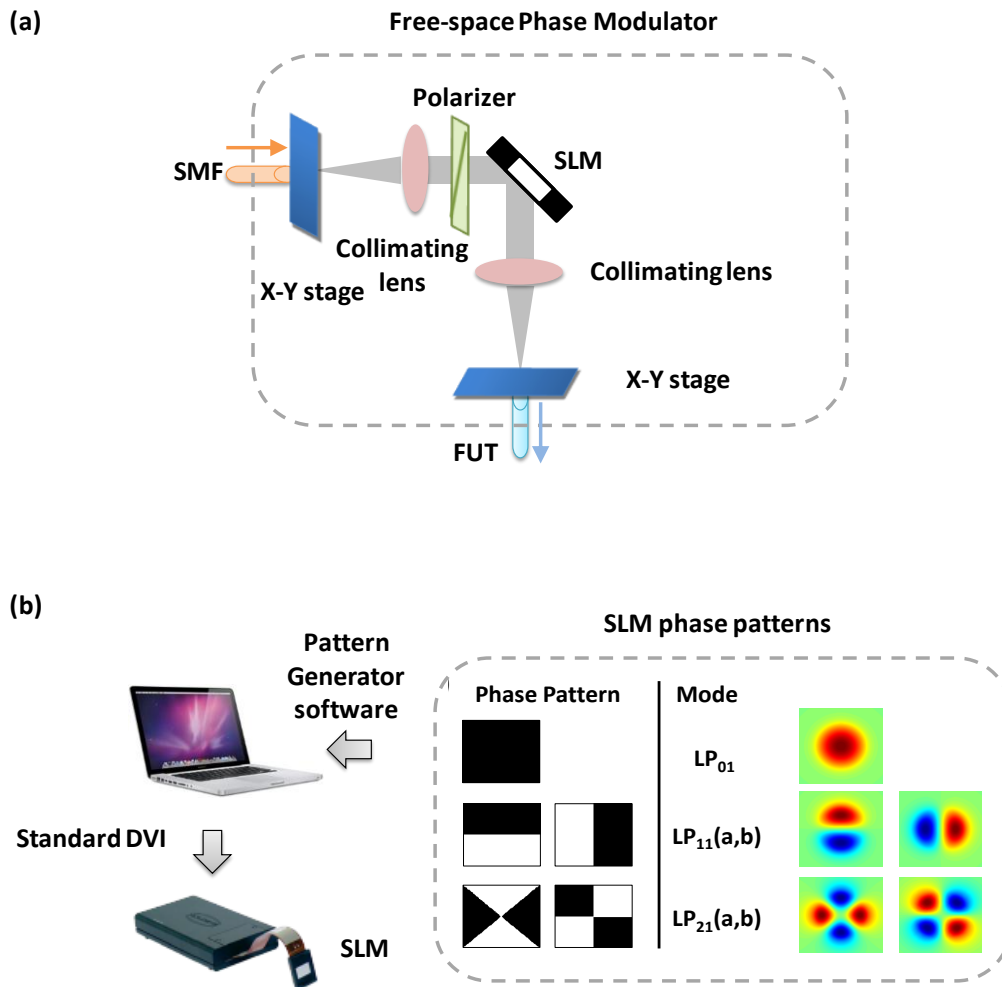 (a)
Free-space Phase Modulator
Polarizer
SLM
SMF
Collimating
lens
Collimating lens
X-Y stage
X-Y stage
FUT
(b)
SLM phase patterns
Pattern
Generator
software
Phase Pattern
Mode
LP₀₁
Standard DVI
LP₁₁(a,b)
LP₂₁(a,b)
SLM